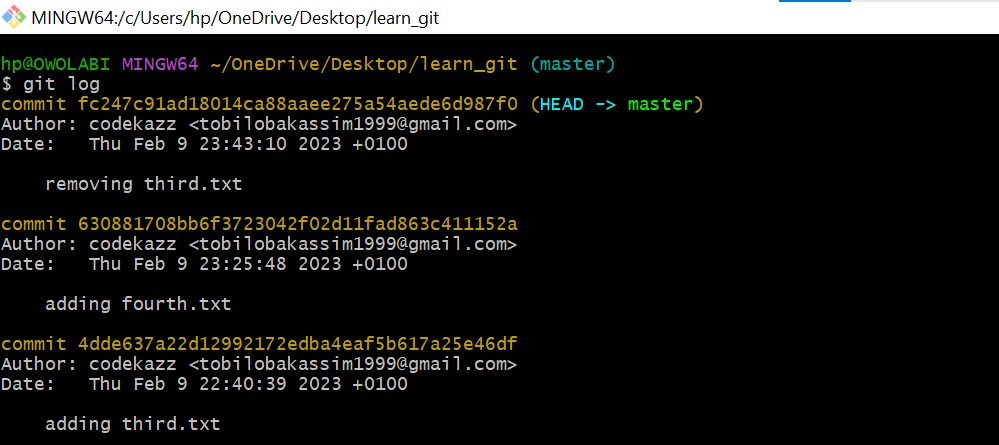 MINGW64:/c/Users/hp/OneDrive/Desktop/learn_git
hp@OWOLABI MINGW64 ~/OneDrive/Desktop/learn_git (master)
$ git log
commit fc247c91ad18014ca88aaee275a54aede6d987f0 (HEAD -> master)
Author: codekazz <tobilobakassim1999@gmail.com>
Date:   Thu Feb 9 23:43:10 2023 +0100
    removing third.txt
commit 630881708bb6f3723042f02d11fad863c411152a
Author: codekazz <tobilobakassim1999@gmail.com>
Date:   Thu Feb 9 23:25:48 2023 +0100
    adding fourth.txt
commit 4dde637a22d12992172edba4eaf5b617a25e46df
Author: codekazz <tobilobakassim1999@gmail.com>
Date:   Thu Feb 9 22:40:39 2023 +0100
    adding third.txt